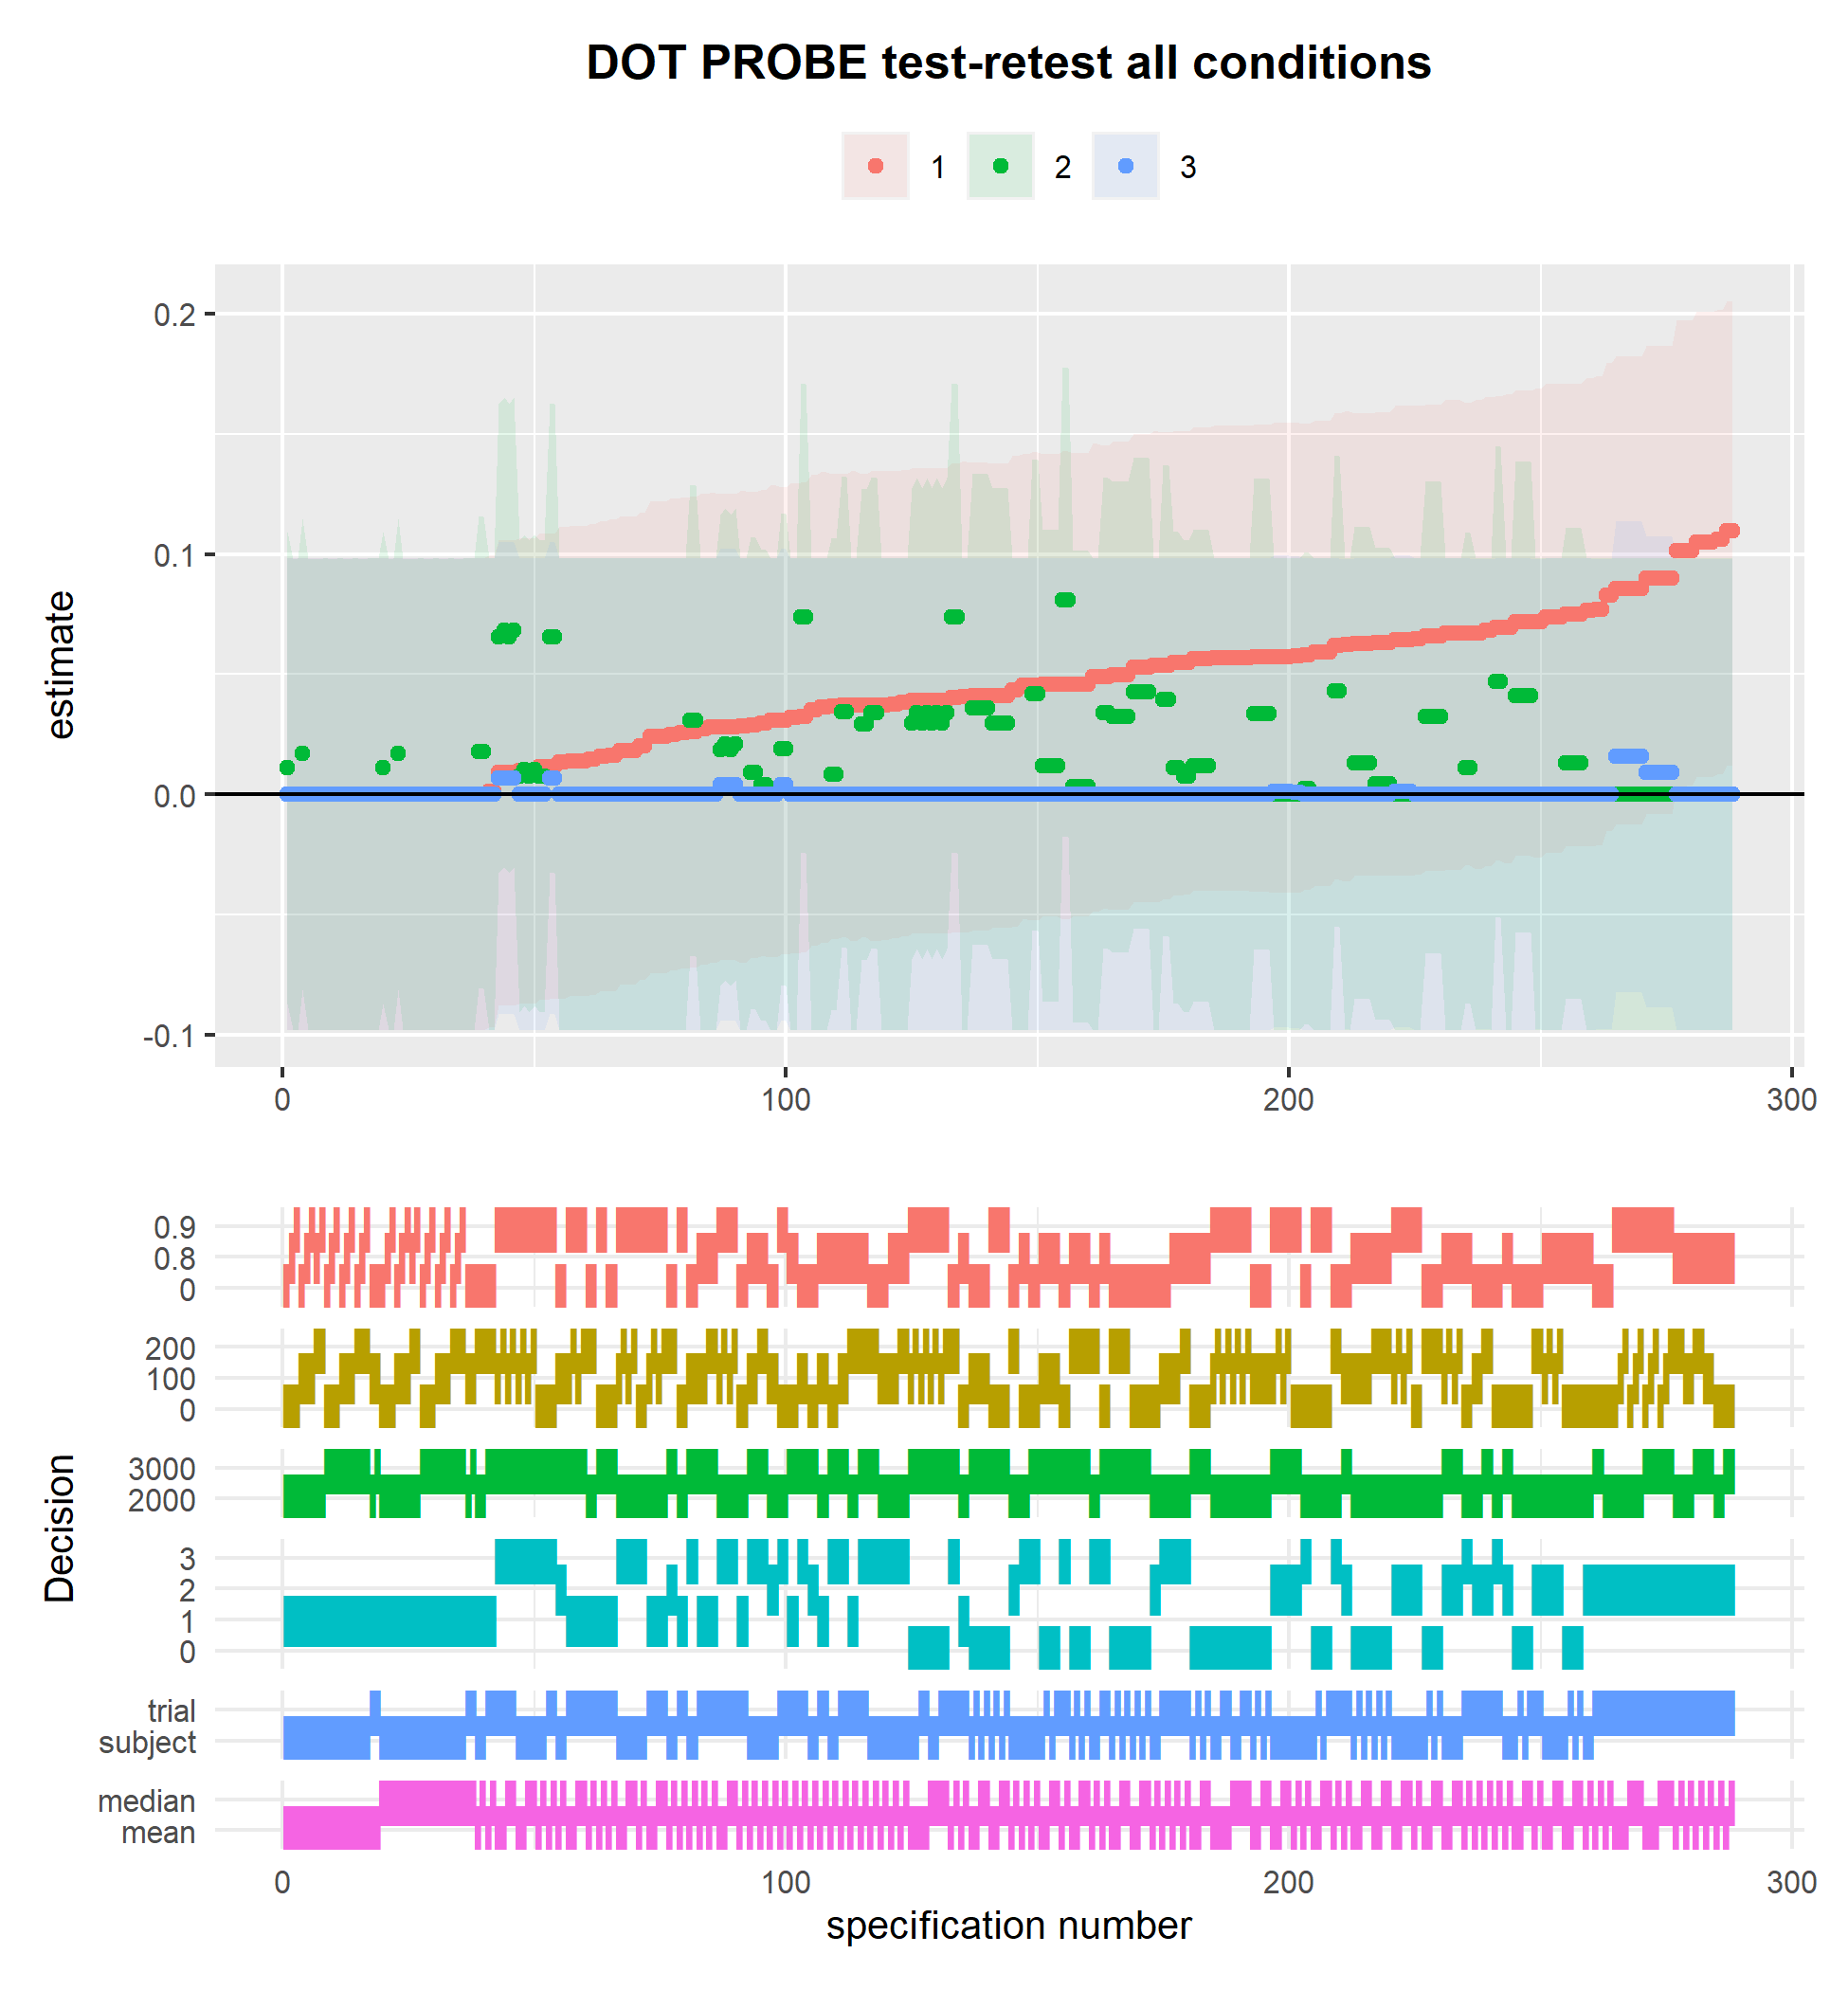 DOT PROBE test-retest all conditions
1 2 3
estimate
0.2
0.1
0.0
-0.1
0 100 200 300
Decision
0.9
0.8
0
200
100
0
3000
2000
3
2
1
0
trial
subject
median
mean
0 100 200 300
specification number